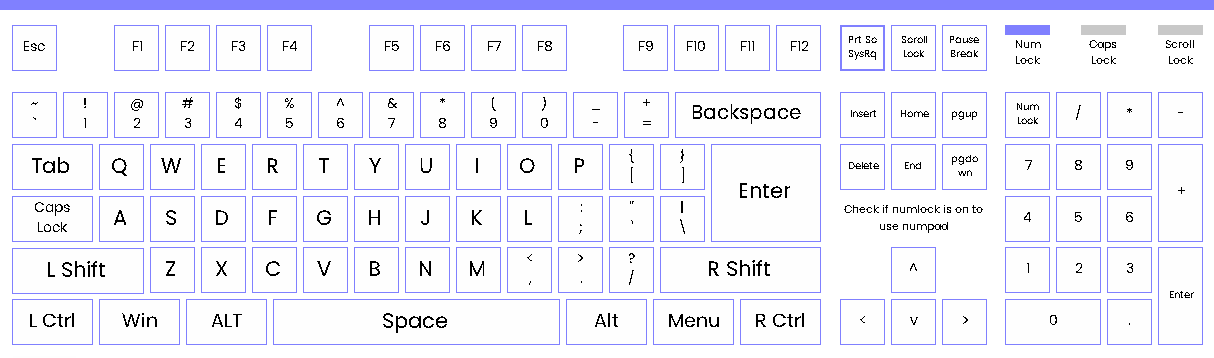 Esc F1 F2 F3 F4 F5 F6 F7 F8 F9 F10 F11 F12 Prt Sc Scroll Pause Num Caps Scroll
SysRq Lock Break Lock Lock Lock
~ ! @ # $ % ^ & * ( ) _ + Backspace Insert Home pgup Num / * -
` 1 2 3 4 5 6 7 8 9 0 - = Lock
Tab Q W E R T Y U I O P { } Enter Delete End pgdo 7 8 9 +
[ ] wn
Caps A S D F G H J K L : " | Check if numlock is on to 4 5 6
Lock ; ' \ use numpad
L Shift Z X C V B N M < > ? R Shift ^ 1 2 3 Enter
, . /
L Ctrl Win ALT Space Alt Menu R Ctrl < v > 0 .